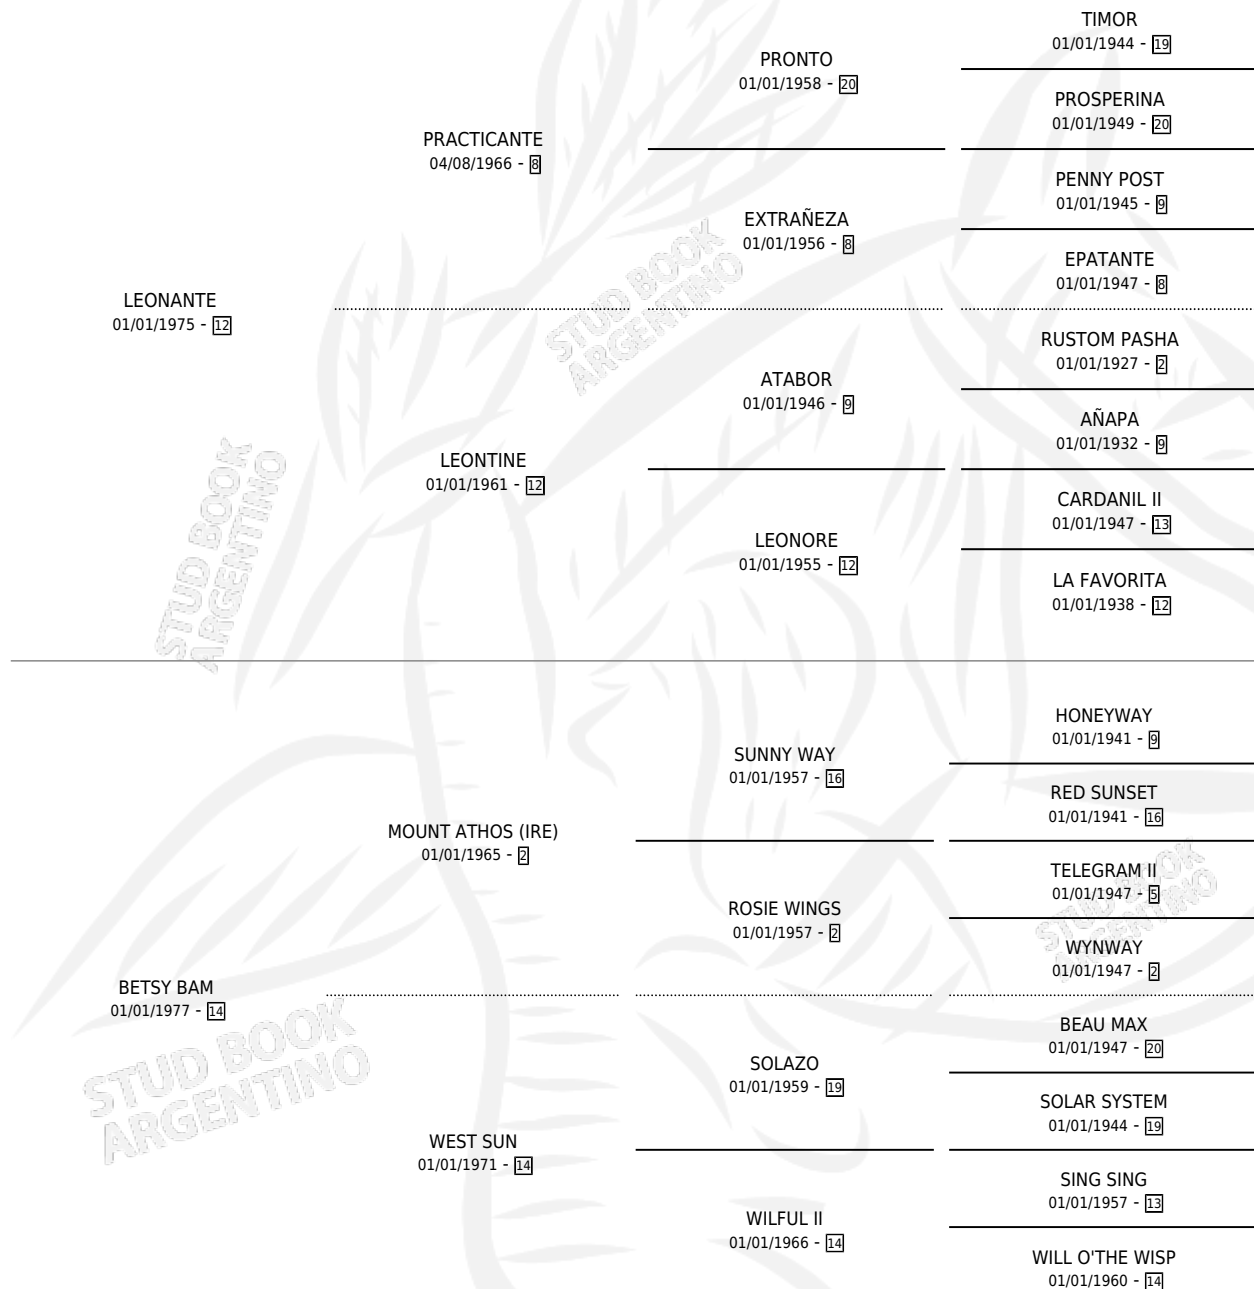 TIMOR
01/01/1944 - 19
PRONTO
01/01/1958 - 20
PROSPERINA
01/01/1949 - 20
PRACTICANTE
04/08/1966 - 8
PENNY POST
01/01/1945 - 9
EXTRAÑEZA
01/01/1956 - 8
EPATANTE
01/01/1947 - 8
LEONANTE
01/01/1975 - 12
STUD BOOK
ARGENTINO
RUSTOM PASHA
01/01/1927 - 2
ATABOR
01/01/1946 - 9
AÑAPA
01/01/1932 - 9
LEONTINE
01/01/1961 - 12
CARDANIL II
01/01/1947 - 13
LEONORE
01/01/1955 - 12
LA FAVORITA
01/01/1938 - 12
STUD BOOK
ARGENTINO
HONEYWAY
01/01/1941 - 9
SUNNY WAY
01/01/1957 - 16
RED SUNSET
01/01/1941 - 16
MOUNT ATHOS (IRE)
01/01/1965 - 2
TELEGRAM II
01/01/1947 - 5
ROSIE WINGS
01/01/1957 - 2
WYNWAY
01/01/1947 - 2
STUD BOOK
ARGENTINO
BETSY BAM
01/01/1977 - 14
BEAU MAX
01/01/1947 - 20
SOLAZO
01/01/1959 - 19
SOLAR SYSTEM
01/01/1944 - 19
STUD BOOK
ARGENTINO
WEST SUN
01/01/1971 - 14
SING SING
01/01/1957 - 13
WILFUL II
01/01/1966 - 14
WILL O'THE WISP
01/01/1960 - 14